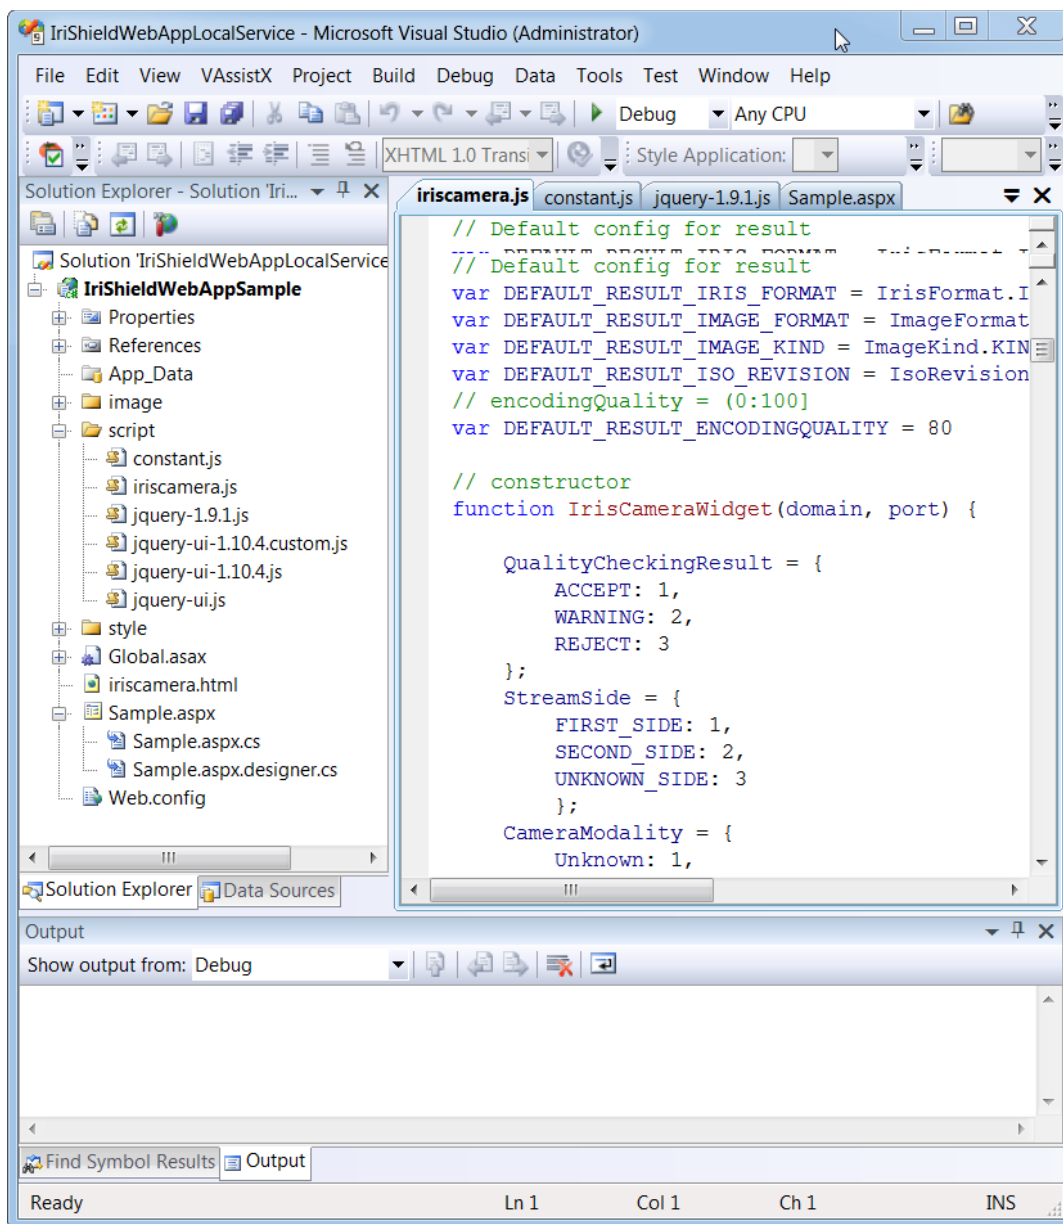 IriShieldWebAppLocalService - Microsoft Visual Studio (Administrator)
File Edit View VAssistX Project Build Debug Data Tools Test Window Help
Debug Any CPU
XHTML 1.0 Transi Style Application:
Solution Explorer - Solution 'Iri...
Solution 'IriShieldWebAppLocalService
IriShieldWebAppSample
Properties
References
App_Data
image
script
constant.js
iriscamera.js
jquery-1.9.1.js
jquery-ui-1.10.4.custom.js
jquery-ui-1.10.4.js
jquery-ui.js
style
Global.asax
iriscamera.html
Sample.aspx
Sample.aspx.cs
Sample.aspx.designer.cs
Web.config
Solution Explorer Data Sources
iriscamera.js constant.js jquery-1.9.1.js Sample.aspx
// Default config for result
// Default config for result
var DEFAULT_RESULT_IRIS_FORMAT = IrisFormat.I
var DEFAULT_RESULT_IMAGE_FORMAT = ImageFormat
var DEFAULT_RESULT_IMAGE_KIND = ImageKind.KIN
var DEFAULT_RESULT_ISO_REVISION = IsoRevision
// encodingQuality = (0:100]
var DEFAULT_RESULT_ENCODINGQUALITY = 80
// constructor
function IrisCameraWidget(domain, port) {
QualityCheckingResult = {
ACCEPT: 1,
WARNING: 2,
REJECT: 3
};
StreamSide = {
FIRST_SIDE: 1,
SECOND_SIDE: 2,
UNKNOWN_SIDE: 3
};
CameraModality = {
Unknown: 1,
Output
Show output from: Debug
Find Symbol Results Output
Ready Ln 1 Col 1 Ch 1 INS